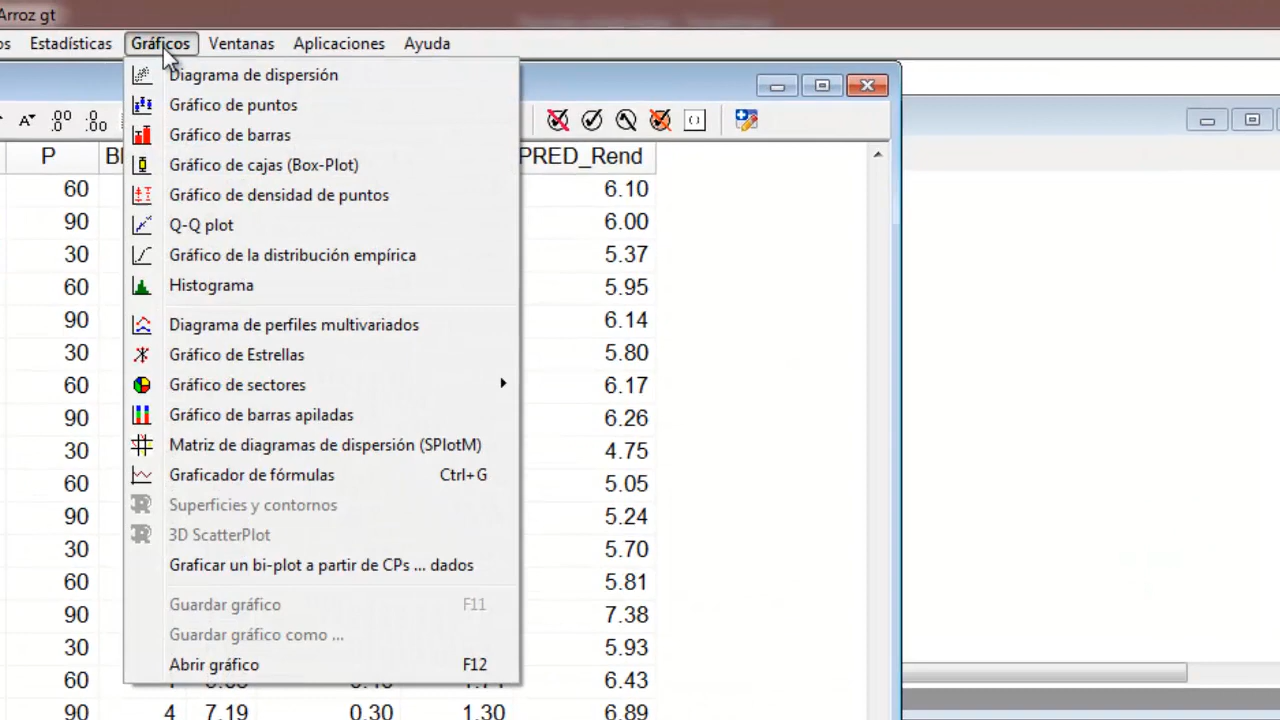 Arroz gt
os Estadísticas Gráficos Ventanas Aplicaciones Ayuda
Diagrama de dispersión
Gráfico de puntos
Gráfico de barras
Gráfico de cajas (Box-Plot)
Gráfico de densidad de puntos
Q-Q plot
Gráfico de la distribución empírica
Histograma
Diagrama de perfiles multivariados
Gráfico de Estrellas
Gráfico de sectores
Gráfico de barras apiladas
Matriz de diagramas de dispersión (SPlotM)
Graficador de fórmulas Ctrl+G
Superficies y contornos
3D ScatterPlot
Graficar un bi-plot a partir de CPs ... dados
Guardar gráfico F11
Guardar gráfico como ...
Abrir gráfico F12
P PRED_Rend
60 6.10
90 6.00
30 5.37
60 5.95
90 6.14
30 5.80
60 6.17
90 6.26
30 4.75
60 5.05
90 5.24
30 5.70
60 5.81
90 7.38
30 5.93
60 6.43
90 4 7.19 0.30 1.30 6.89